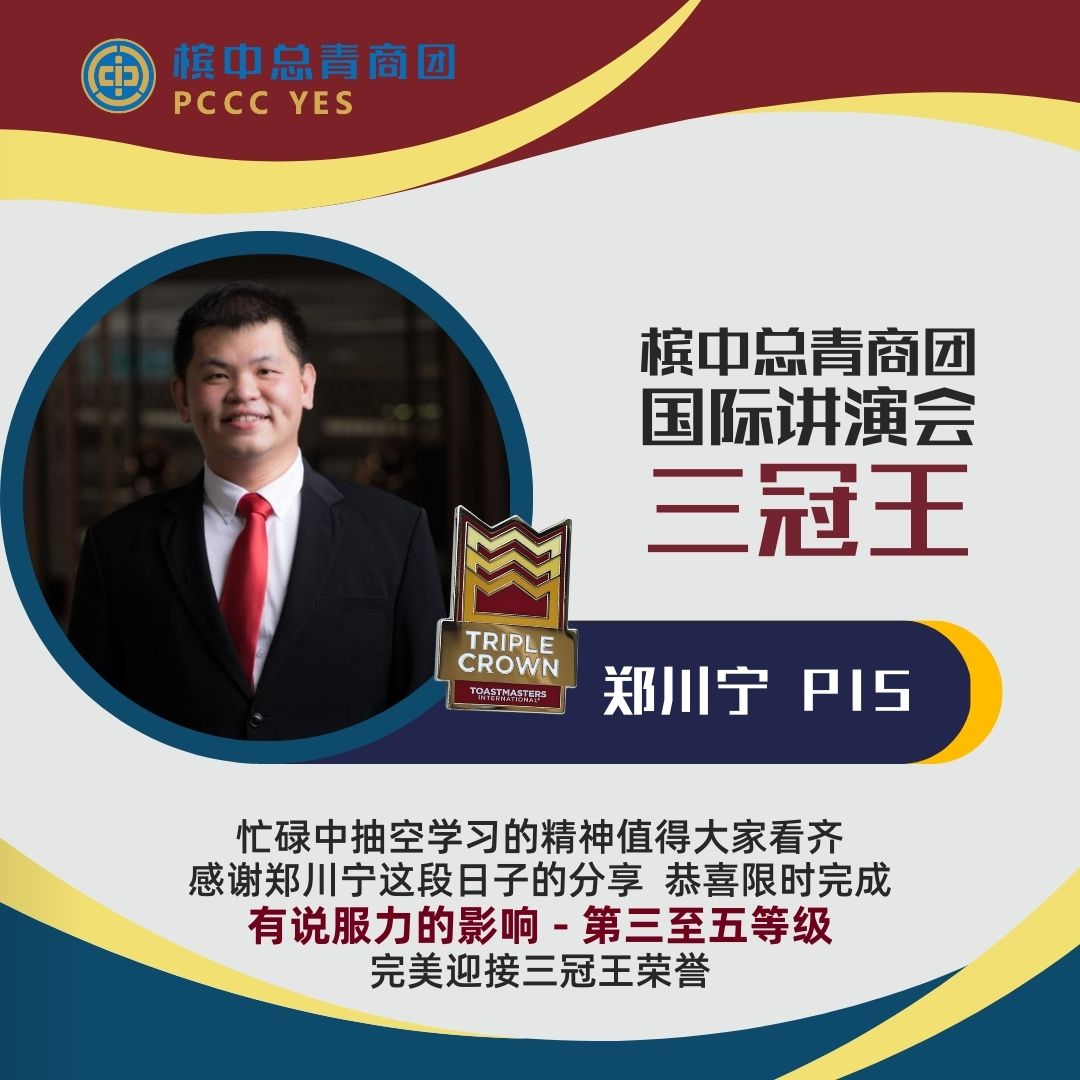 槟中总青商团
PCCC YES
槟中总青商团
国际讲演会
三冠王
TRIPLE
CROWN
TOASTMASTERS
INTERNATIONAL®
郑川宁 PI5
忙碌中抽空学习的精神值得大家看齐
感谢郑川宁这段日子的分享 恭喜限时完成
有说服力的影响 - 第三至五等级
完美迎接三冠王荣誉